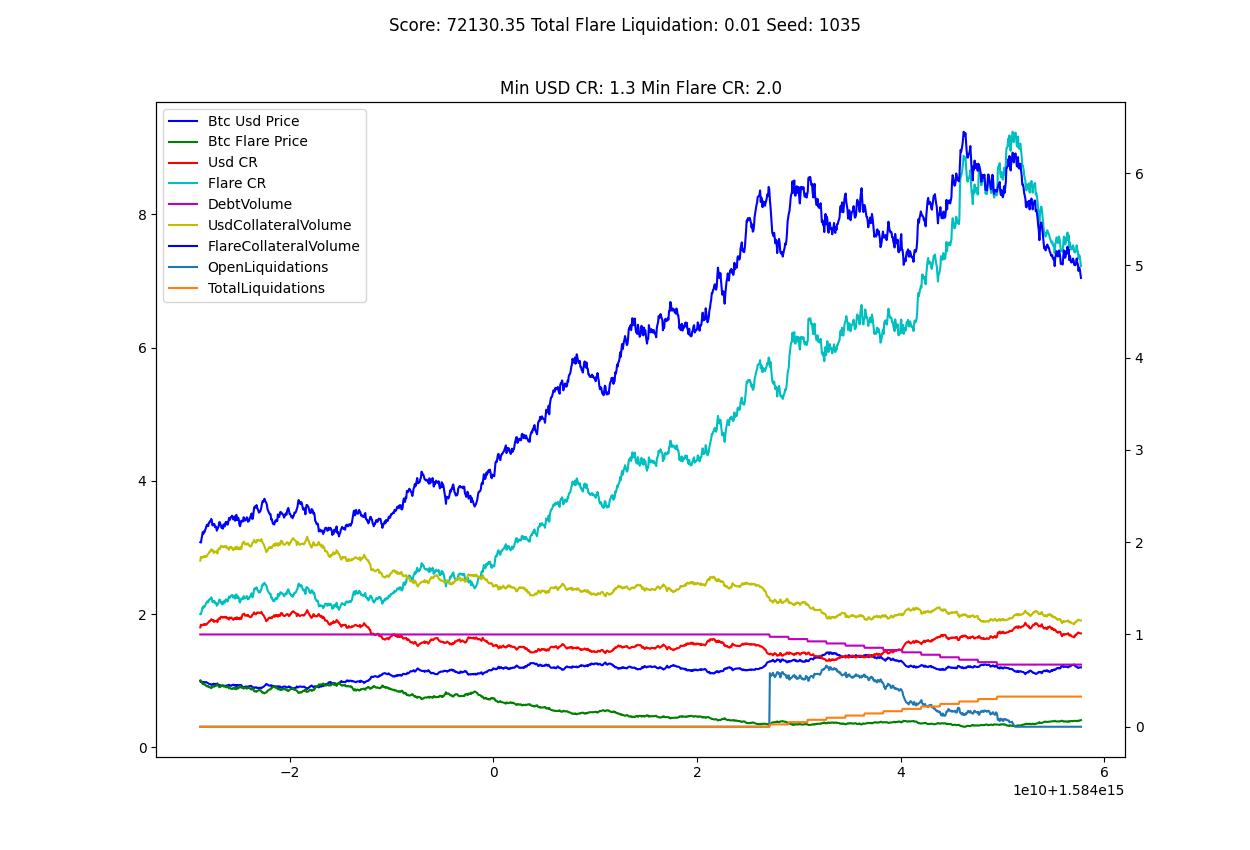 Score: 72130.35 Total Flare Liquidation: 0.01 Seed: 1035
Min USD CR: 1.3 Min Flare CR: 2.0
Btc Usd Price
Btc Flare Price
Usd CR
Flare CR
DebtVolume
UsdCollateralVolume
FlareCollateralVolume
OpenLiquidations
TotalLiquidations
8
6
4
2
0
6
5
4
3
2
1
0
−2 0 2 4 6
1e10+1.584e15